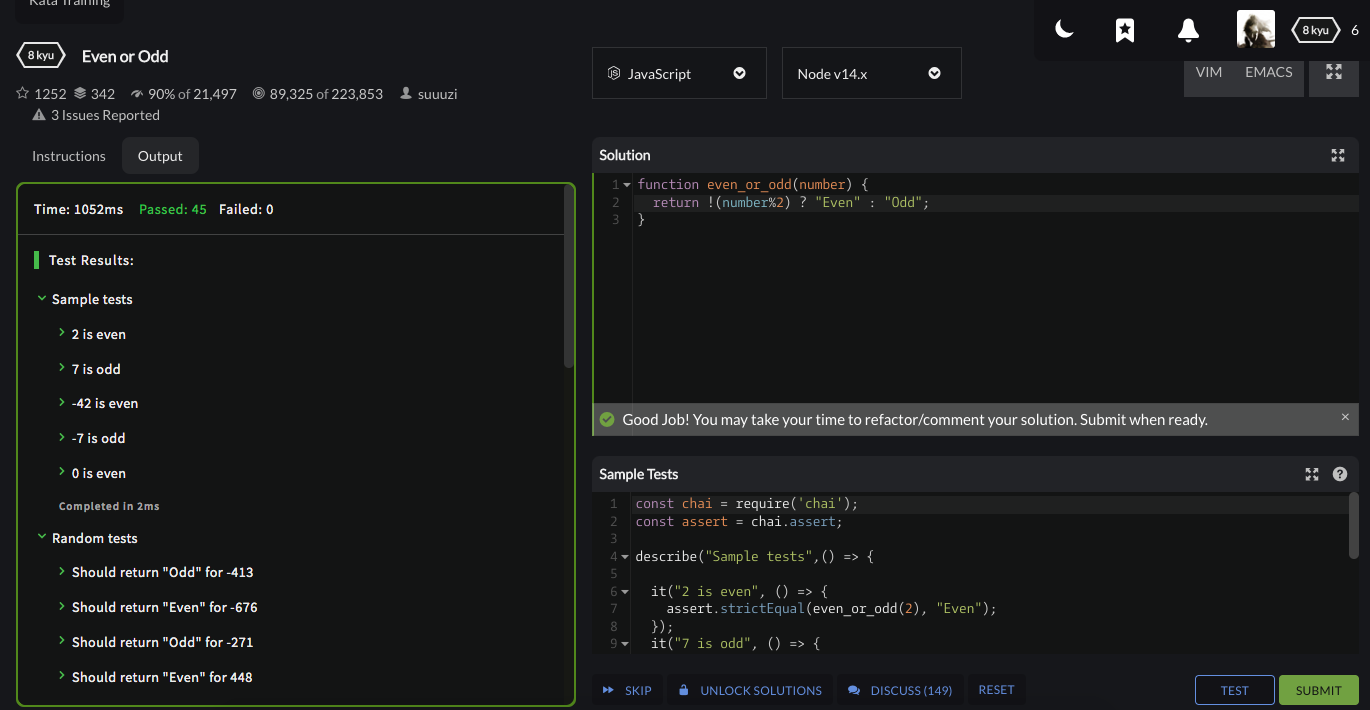 Kata Training
8 kyu Even or Odd
1252 342 90% of 21,497 89,325 of 223,853 suuuzi
3 Issues Reported
Instructions Output
Time: 1052ms Passed: 45 Failed: 0
Test Results:
Sample tests
2 is even
7 is odd
-42 is even
-7 is odd
0 is even
Completed in 2ms
Random tests
Should return "Odd" for -413
Should return "Even" for -676
Should return "Odd" for -271
Should return "Even" for 448
8 kyu 6
JavaScript Node v14.x VIM EMACS
Solution
1 function even_or_odd(number) {
2 return !(number%2) ? "Even" : "Odd";
3 }
Good Job! You may take your time to refactor/comment your solution. Submit when ready. ×
Sample Tests
1 const chai = require('chai');
2 const assert = chai.assert;
3
4 describe("Sample tests",() => {
5
6 it("2 is even", () => {
7 assert.strictEqual(even_or_odd(2), "Even");
8 });
9 it("7 is odd", () => {
SKIP UNLOCK SOLUTIONS DISCUSS (149) RESET TEST SUBMIT